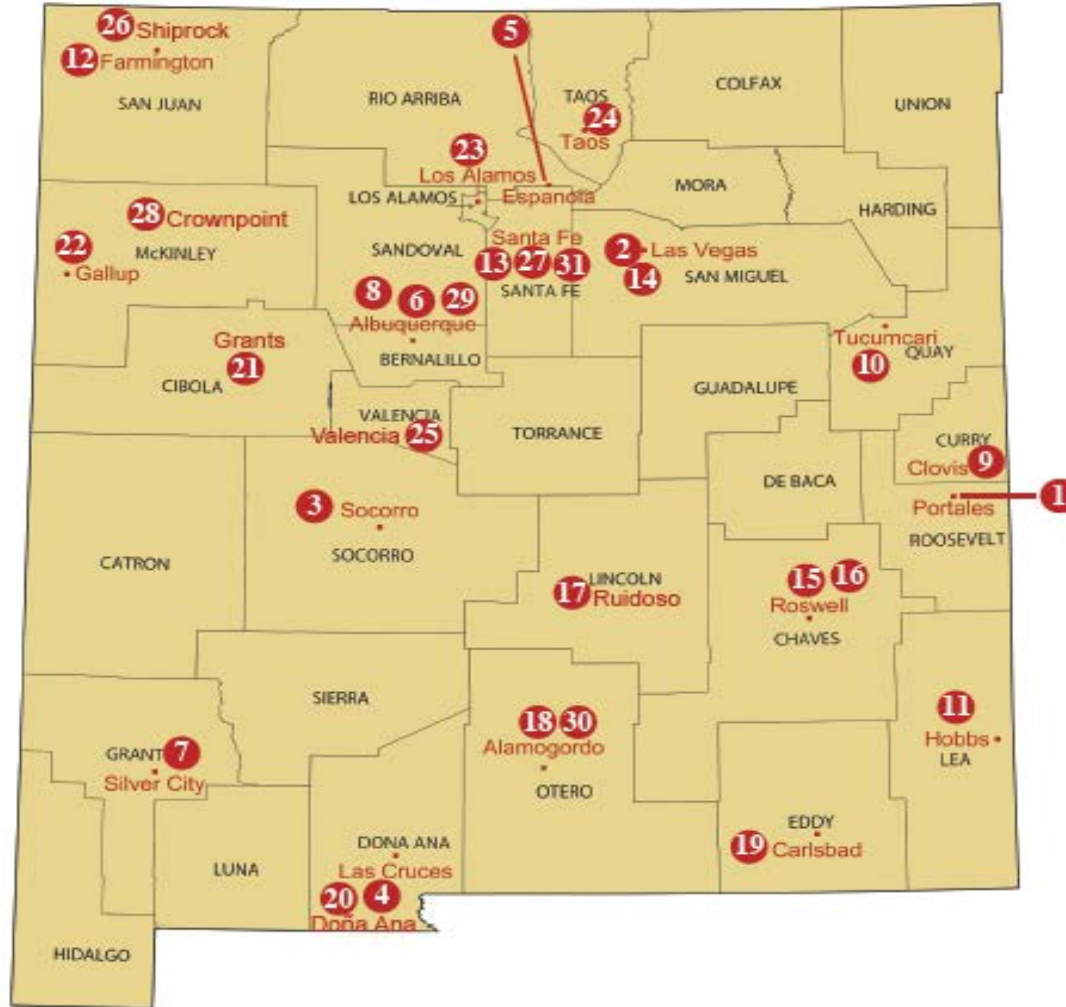 26 Shiprock
5
12 Farmington
SAN JUAN
RIO ARRIBA
TAOS
24
Taos
COLFAX
UNION
23
Los Alamos
LOS ALAMOS
Espanola
MORA
HARDING
28 Crownpoint
McKINLEY
22
Gallup
SANDOVAL
Santa Fe
13 27 31
SANTA FE
2 Las Vegas
14
SAN MIGUEL
8 6 29
Albuquerque
BERNALILLO
Grants
21
CIBOLA
Tucumcari
10
QUAY
GUADALUPE
VALENCIA
Valencia 25
TORRANCE
CURRY
Clovis 9
DE BACA
1
Portales
ROOSEVELT
3 Socorro
SOCORRO
CATRON
LINCOLN
17 Ruidoso
15 16
Roswell
CHAVES
SIERRA
18 30
Alamogordo
OTERO
11
Hobbs
LEA
GRANT 7
Silver City
EDDY
19 Carlsbad
LUNA
DONA ANA
Las Cruces
20 4
Doña Ana
HIDALGO